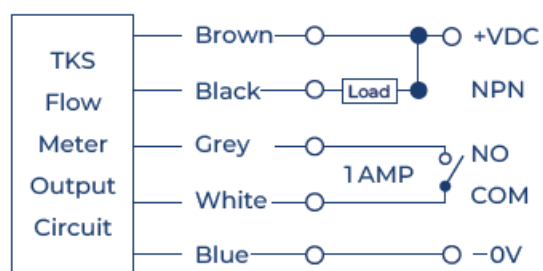 TKS
Flow
Meter
Output
Circuit
Brown
+VDC
Black
Load
NPN
Grey
NO
1 AMP
White
COM
Blue
−0V